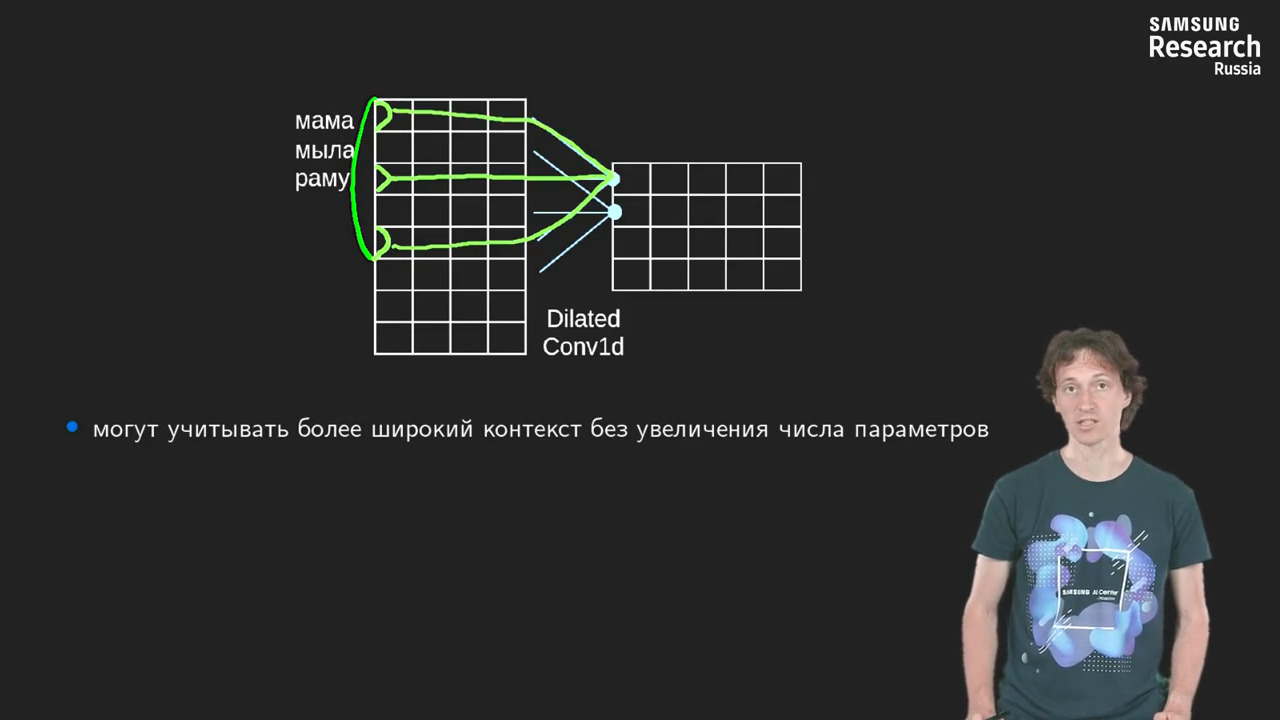 SAMSUNG
Research
Russia
мама
мыла
раму
Dilated
Conv1d
могут учитывать более широкий контекст без увеличения числа параметров
SAMSUNG AI Center